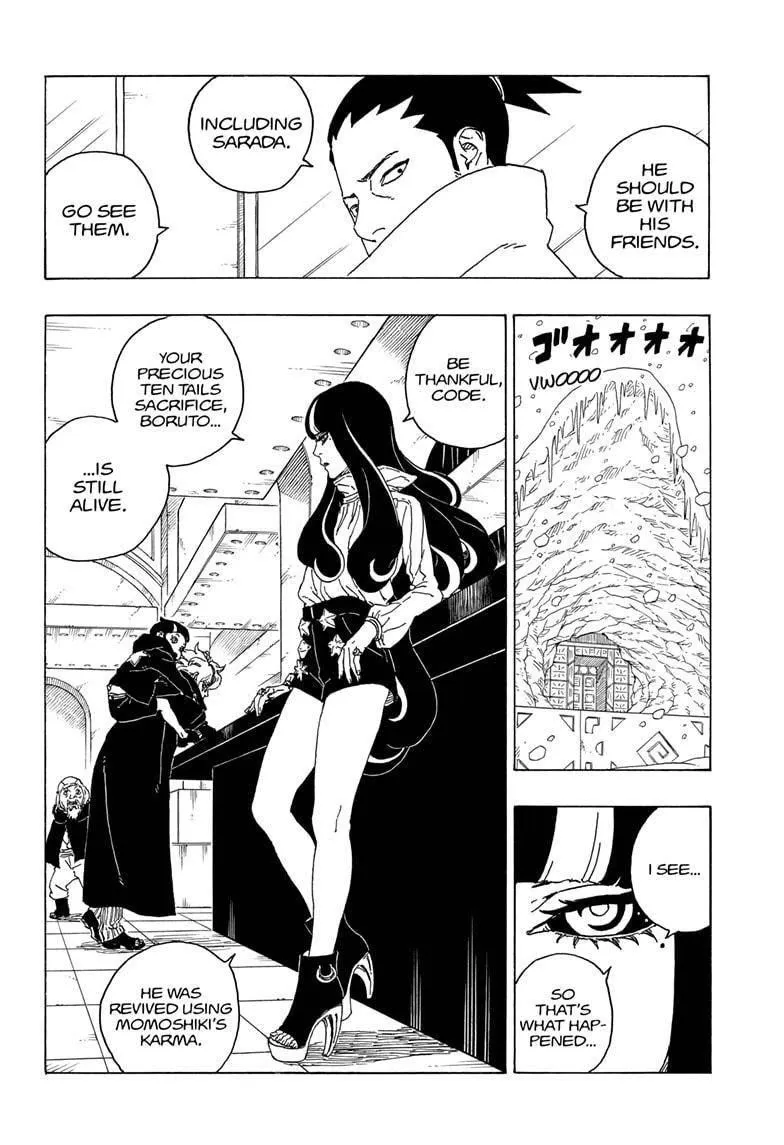 HE
SHOULD
BE WITH
HIS
FRIENDS.
INCLUDING
SARADA.
GO SEE
THEM.
ゴオオオオ
VWOOOO
I SEE...
SO
THAT'S
WHAT HAP-
PENED...
BE
THANKFUL,
CODE.
YOUR
PRECIOUS
TEN TAILS
SACRIFICE,
BORUTO...
...IS
STILL
ALIVE.
HE WAS
REVIVED USING
MOMOSHIKI'S
KARMA.